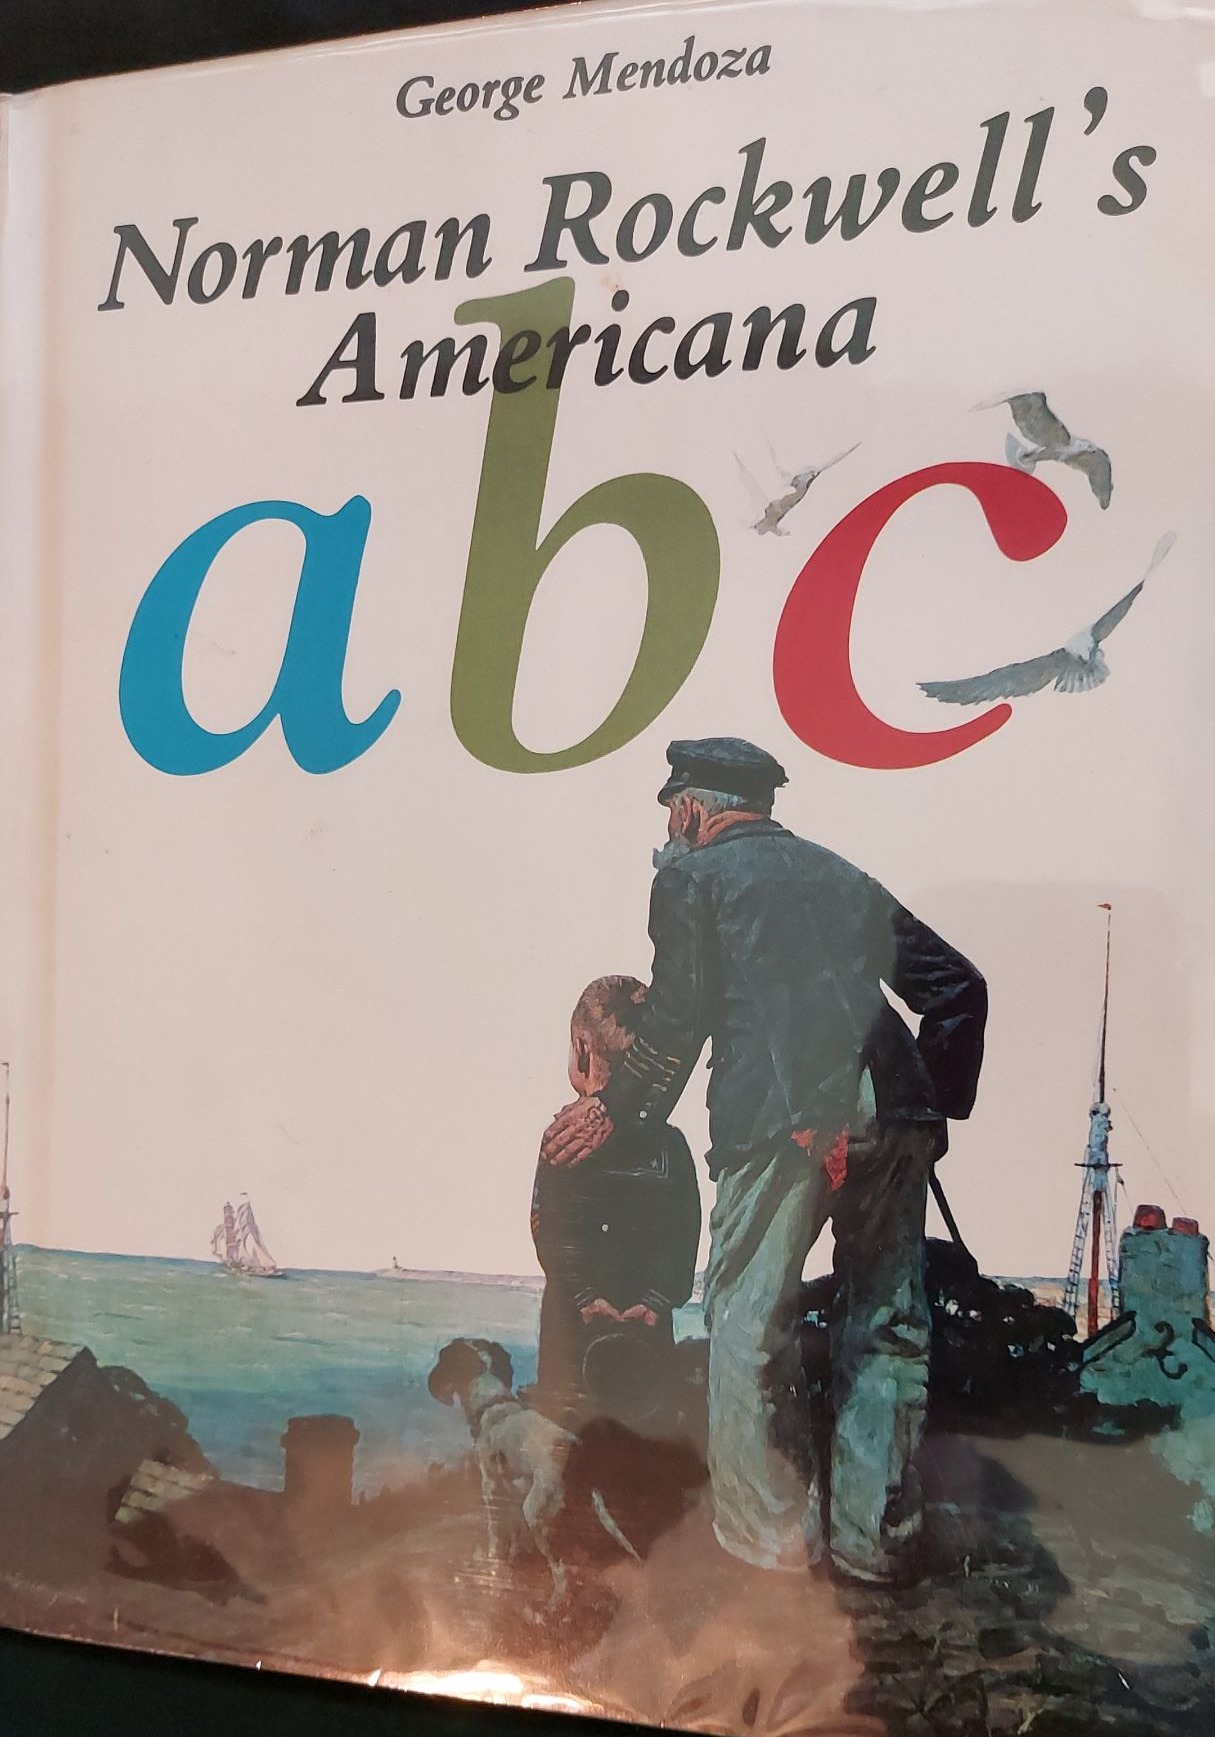 George Mendoza
Norman Rockwell's
Americana
abc